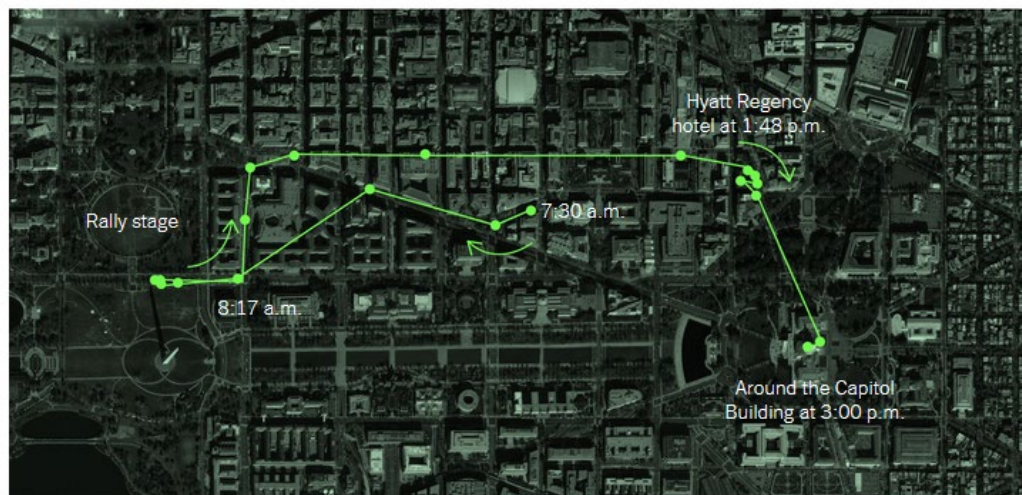 Hyatt Regency
hotel at 1:48 p.m.
Rally stage
7:30 a.m.
8:17 a.m.
Around the Capitol
Building at 3:00 p.m.